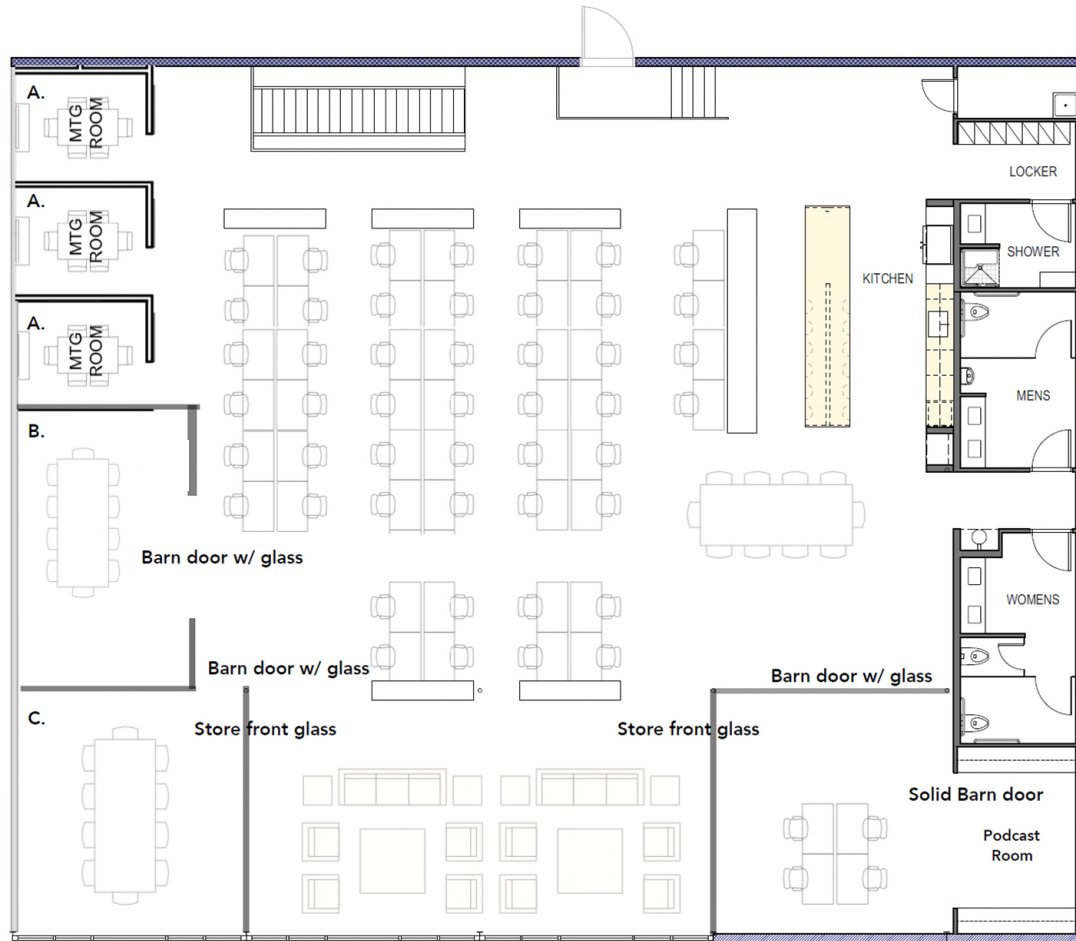 A.
MTG
ROOM
LOCKER
A.
MTG
ROOM
SHOWER
KITCHEN
A.
MTG
ROOM
MENS
B.
Barn door w/ glass
WOMENS
Barn door w/ glass
Barn door w/ glass
C.
Store front glass
Store front glass
Solid Barn door
Podcast
Room